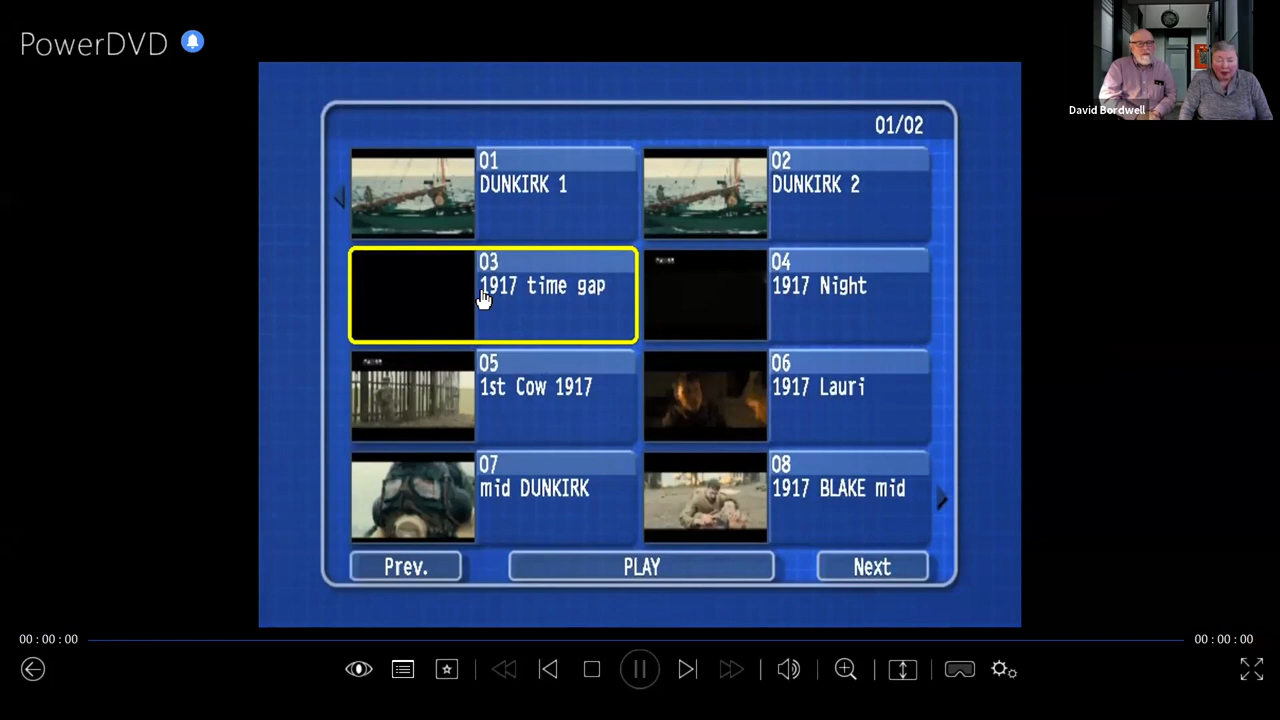 PowerDVD
David Bordwell
01/02
01
DUNKIRK 1
02
DUNKIRK 2
03
1917 time gap
04
1917 Night
05
1st Cow 1917
06
1917 Lauri
07
mid DUNKIRK
08
1917 BLAKE mid
Prev.
PLAY
Next
00 : 00 : 00
00 : 00 : 00